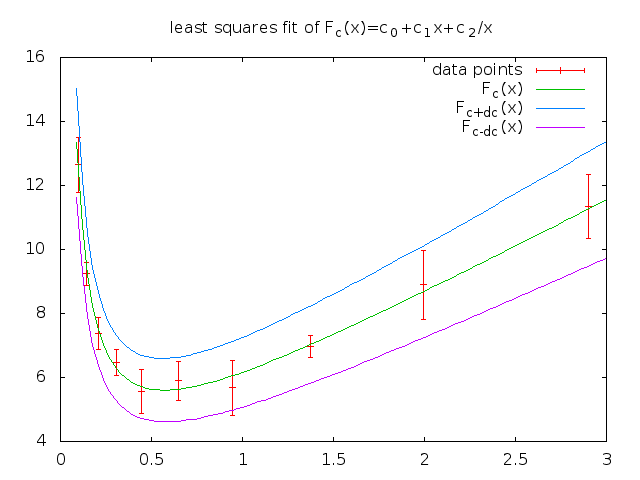 least squares fit of F_c(x)=c_0+c_1x+c_2/x
data points
F_c(x)
F_c+dc(x)
F_c-dc(x)
16
14
12
10
8
6
4
0
0.5
1
1.5
2
2.5
3